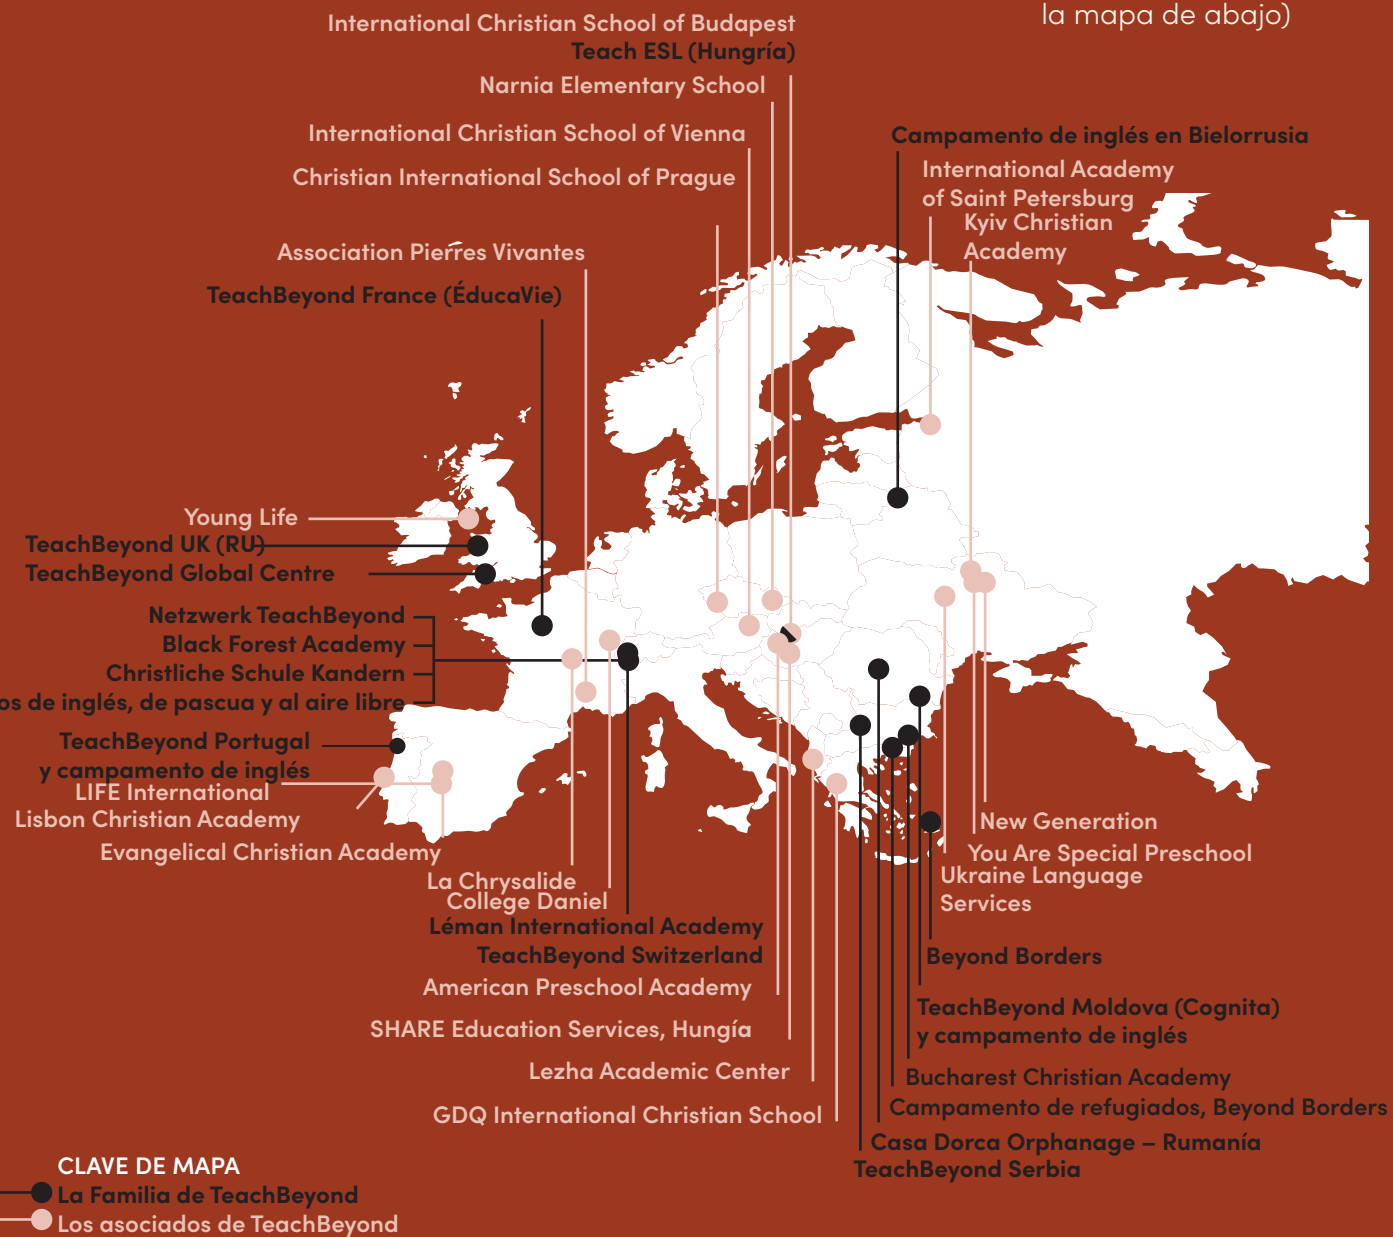 la mapa de abajo)
International Christian School of Budapest
Teach ESL (Hungría)
Narnia Elementary School
International Christian School of Vienna
Christian International School of Prague
Association Pierres Vivantes
TeachBeyond France (ÉducaVie)
Campamento de inglés en Bielorrusia
International Academy
of Saint Petersburg
Kyiv Christian
Academy
Young Life
TeachBeyond UK (RU)
TeachBeyond Global Centre
Netzwerk TeachBeyond
Black Forest Academy
Christliche Schule Kandern
os de inglés, de pascua y al aire libre
TeachBeyond Portugal
y campamento de inglés
LIFE International
Lisbon Christian Academy
Evangelical Christian Academy
La Chrysalide
College Daniel
Léman International Academy
TeachBeyond Switzerland
American Preschool Academy
SHARE Education Services, Hungía
Lezha Academic Center
GDQ International Christian School
New Generation
You Are Special Preschool
Ukraine Language
Services
Beyond Borders
TeachBeyond Moldova (Cognita)
y campamento de inglés
Bucharest Christian Academy
Campamento de refugiados, Beyond Borders
Casa Dorca Orphanage – Rumanía
TeachBeyond Serbia
CLAVE DE MAPA
La Familia de TeachBeyond
Los asociados de TeachBeyond